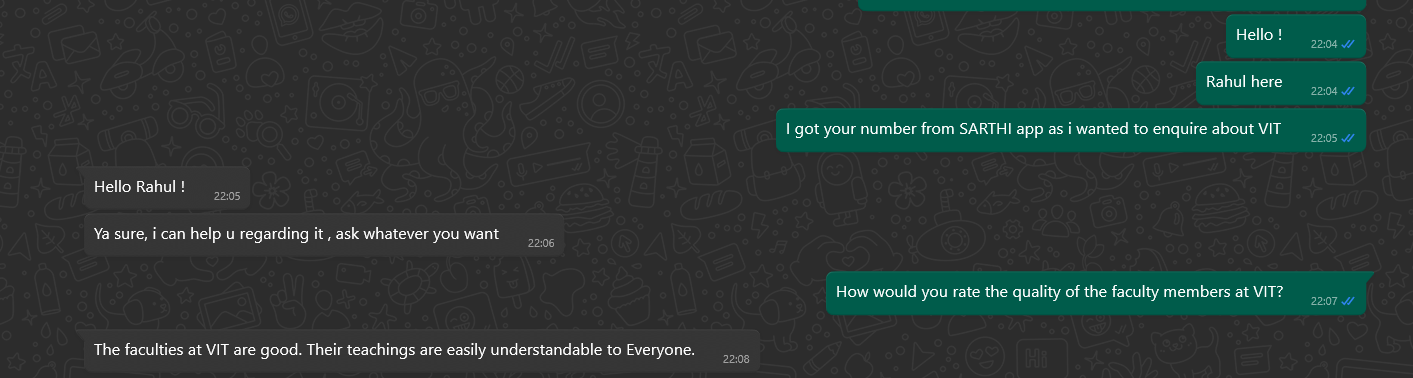 Hello !
22:04
Rahul here
22:04
I got your number from SARTHI app as i wanted to enquire about VIT
22:05
Hello Rahul !
22:05
Ya sure, i can help u regarding it , ask whatever you want
22:06
How would you rate the quality of the faculty members at VIT?
22:07
The faculties at VIT are good. Their teachings are easily understandable to Everyone.
22:08